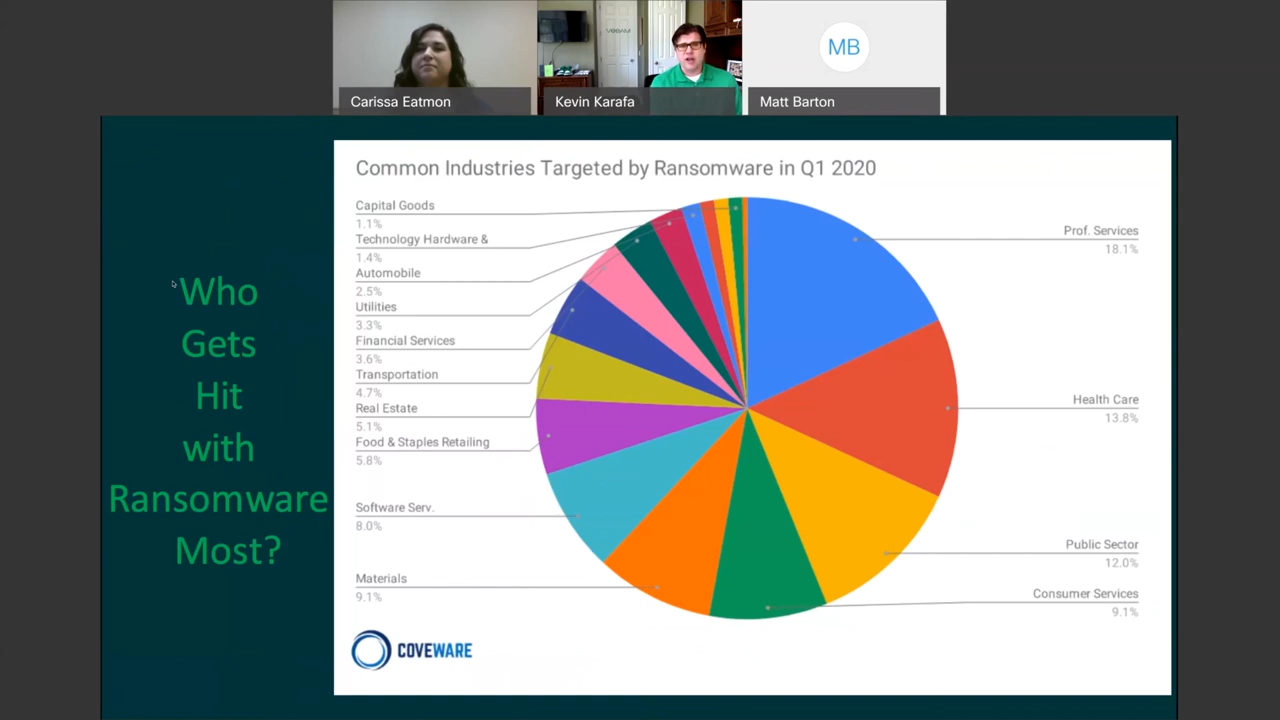 VEEAM
Carissa Eatmon
Kevin Karafa
MB
Matt Barton
Who
Gets
Hit
with
Ransomware
Most?
Common Industries Targeted by Ransomware in Q1 2020
Capital Goods
1.1%
Technology Hardware &
1.4%
Automobile
2.5%
Utilities
3.3%
Financial Services
3.6%
Transportation
4.7%
Real Estate
5.1%
Food & Staples Retailing
5.8%
Software Serv.
8.0%
Materials
9.1%
Prof. Services
18.1%
Health Care
13.8%
Public Sector
12.0%
Consumer Services
9.1%
COVEWARE